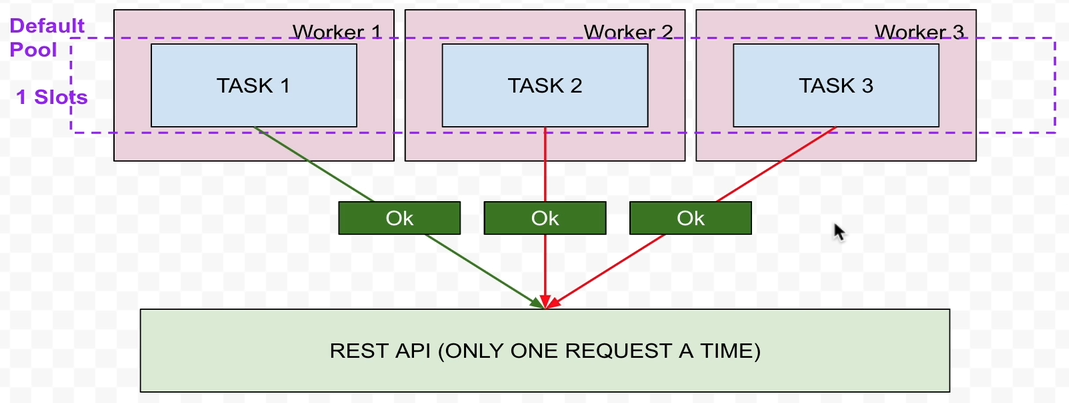 Default
Pool
1 Slots
Worker 1
Worker 2
Worker 3
TASK 1
TASK 2
TASK 3
Ok
Ok
Ok
REST API (ONLY ONE REQUEST A TIME)